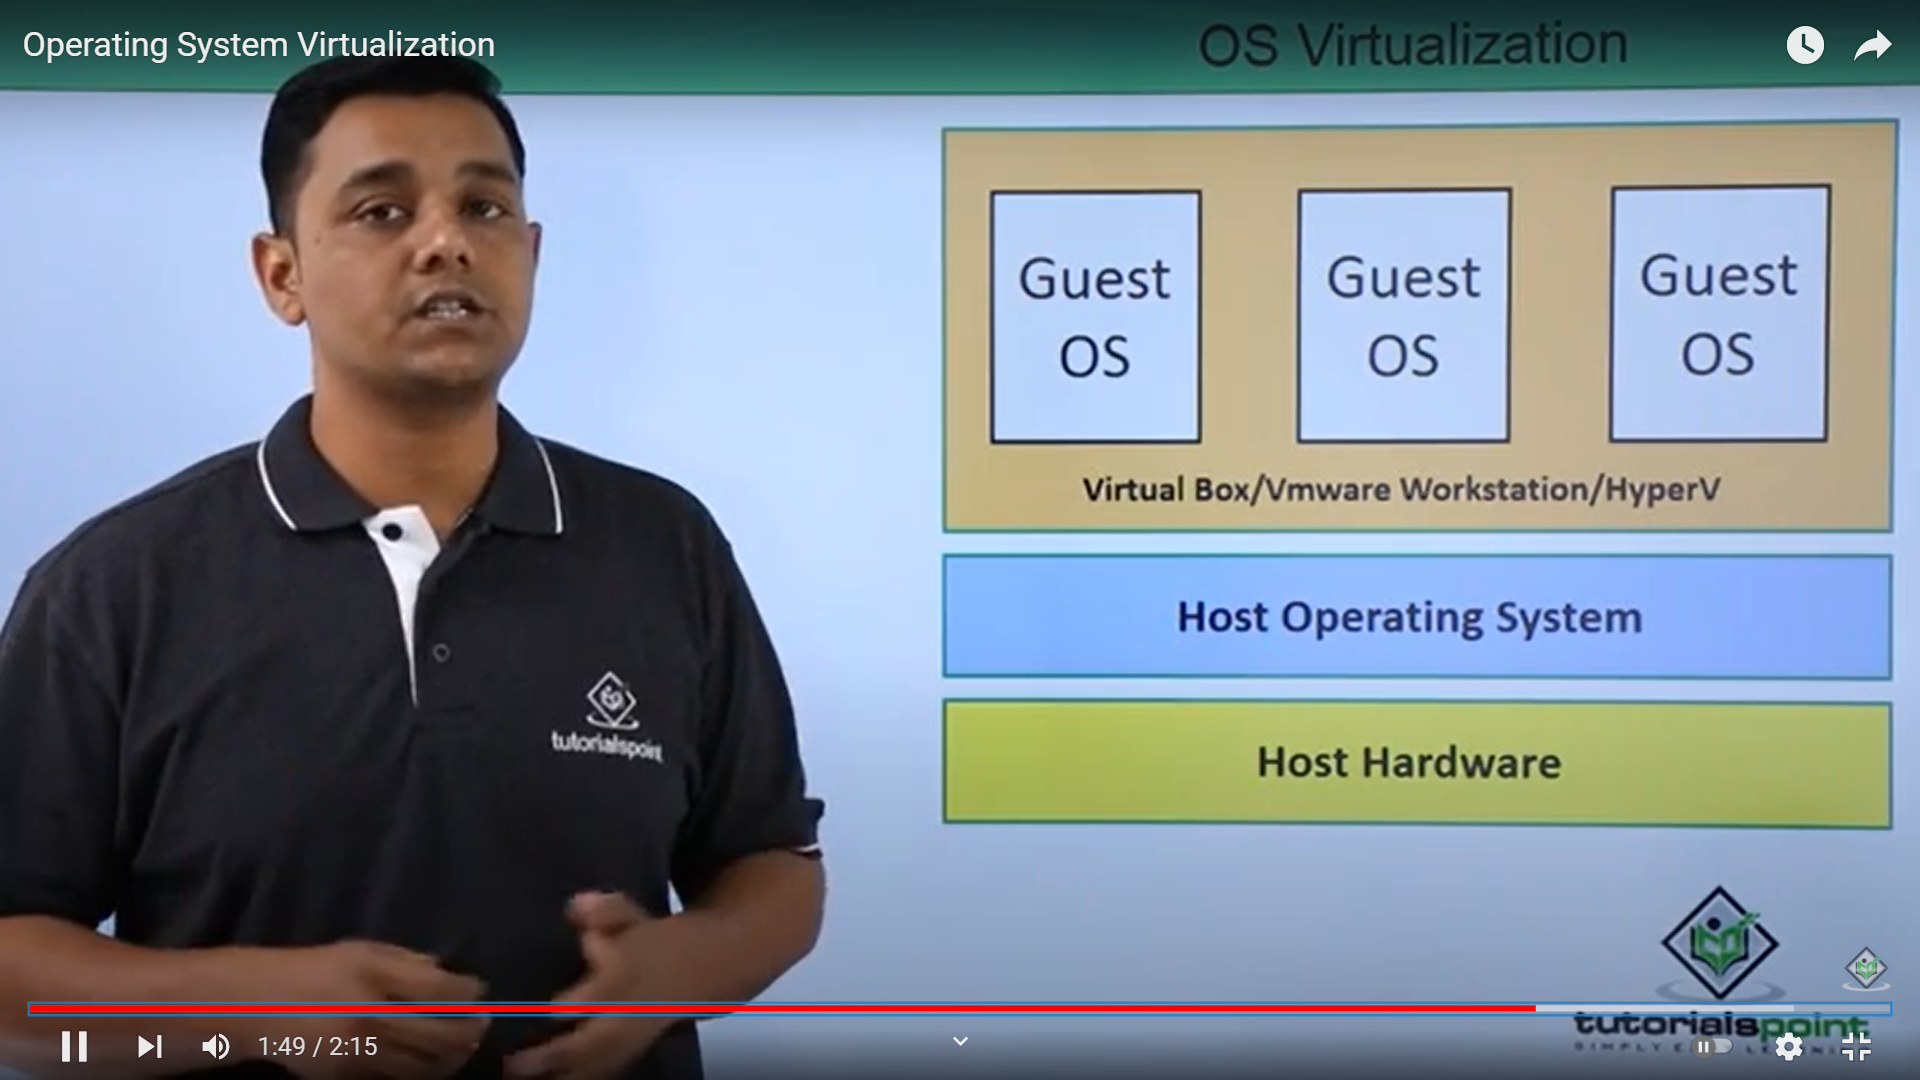 Operating System Virtualization
OS Virtualization
Guest
OS
Guest
OS
Guest
OS
Virtual Box/Vmware Workstation/HyperV
Host Operating System
Host Hardware
tutorialspoint
tutorialspoint
1:49 / 2:15